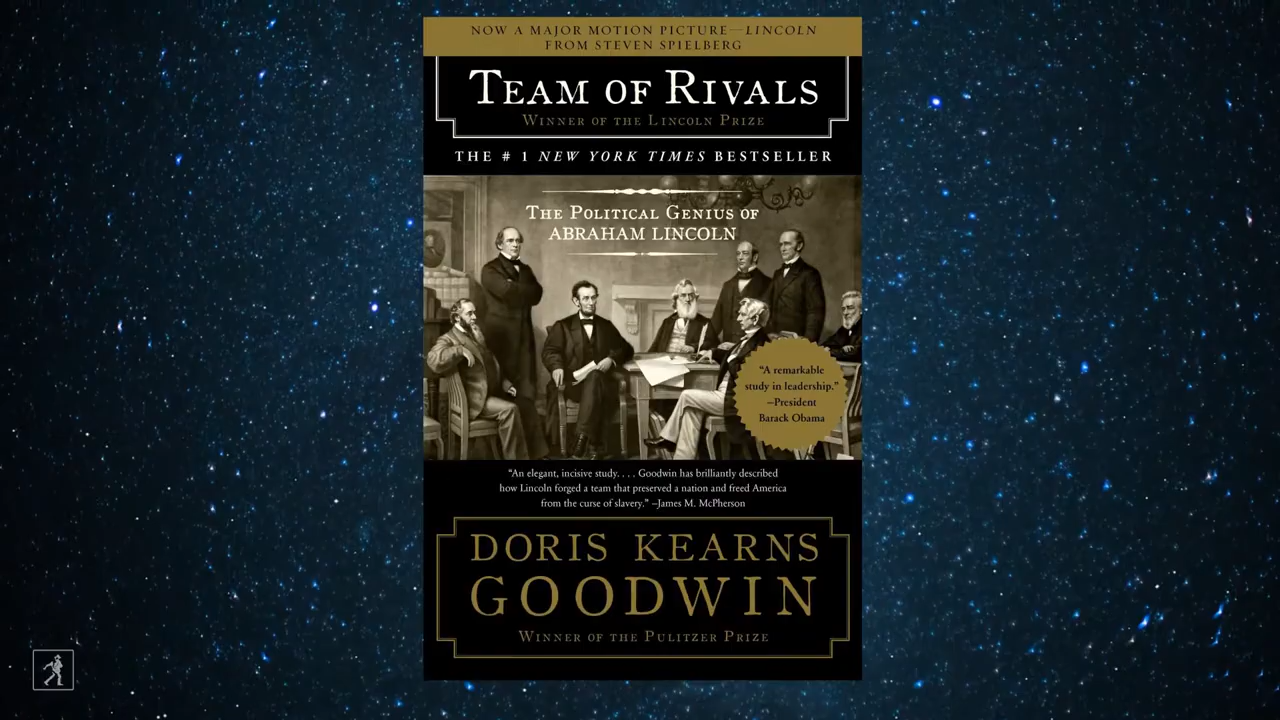 NOW A MAJOR MOTION PICTURE—LINCOLN
FROM STEVEN SPIELBERG
TEAM OF RIVALS
WINNER OF THE LINCOLN PRIZE
THE # 1 NEW YORK TIMES BESTSELLER
THE POLITICAL GENIUS OF
ABRAHAM LINCOLN
“A remarkable
study in leadership.”
—President
Barack Obama
“An elegant, incisive study. . . . Goodwin has brilliantly described
how Lincoln forged a team that preserved a nation and freed America
from the curse of slavery.” —James M. McPherson
DORIS KEARNS
GOODWIN
WINNER OF THE PULITZER PRIZE